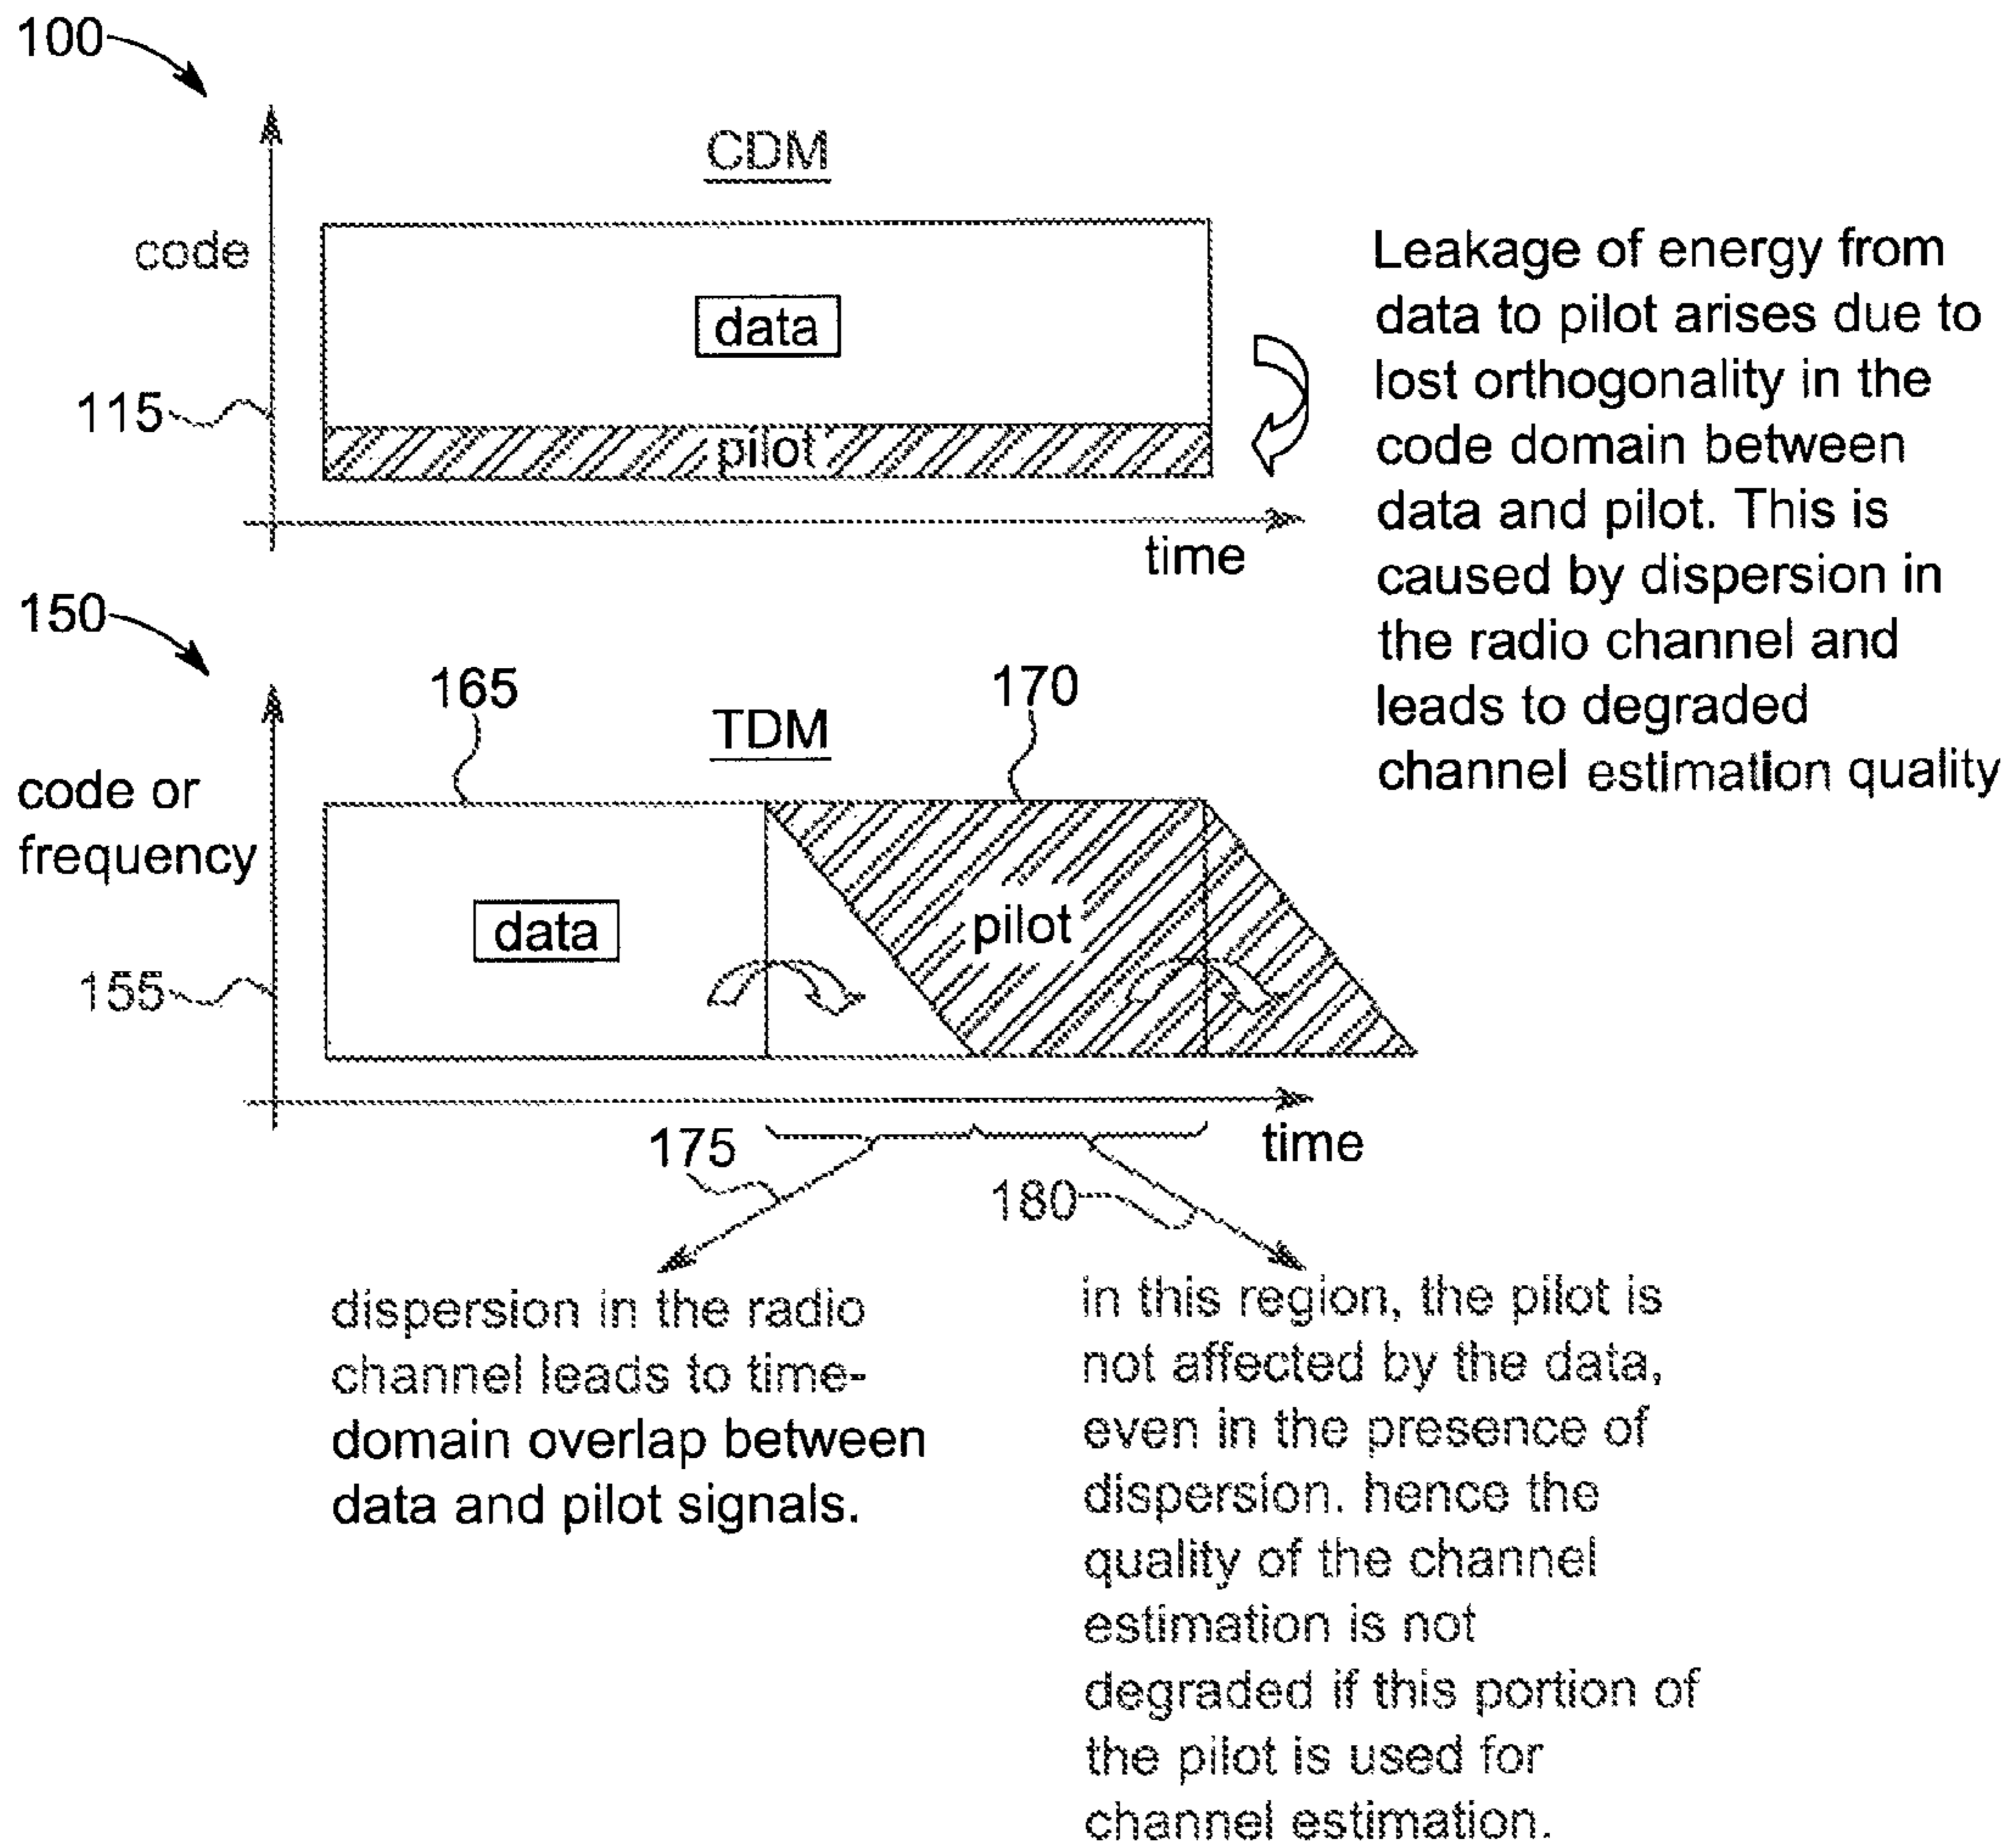 100
CDM
code
data
115
pilot
time
Leakage of energy from
data to pilot arises due to
lost orthogonality in the
code domain between
data and pilot. This is
caused by dispersion in
the radio channel and
leads to degraded
channel estimation quality
150
165
170
TDM
code or
frequency
data
pilot
155
time
175
180
dispersion in the radio
channel leads to time-
domain overlap between
data and pilot signals.
in this region, the pilot is
not affected by the data,
even in the presence of
dispersion. hence the
quality of the channel
estimation is not
degraded if this portion of
the pilot is used for
channel estimation.